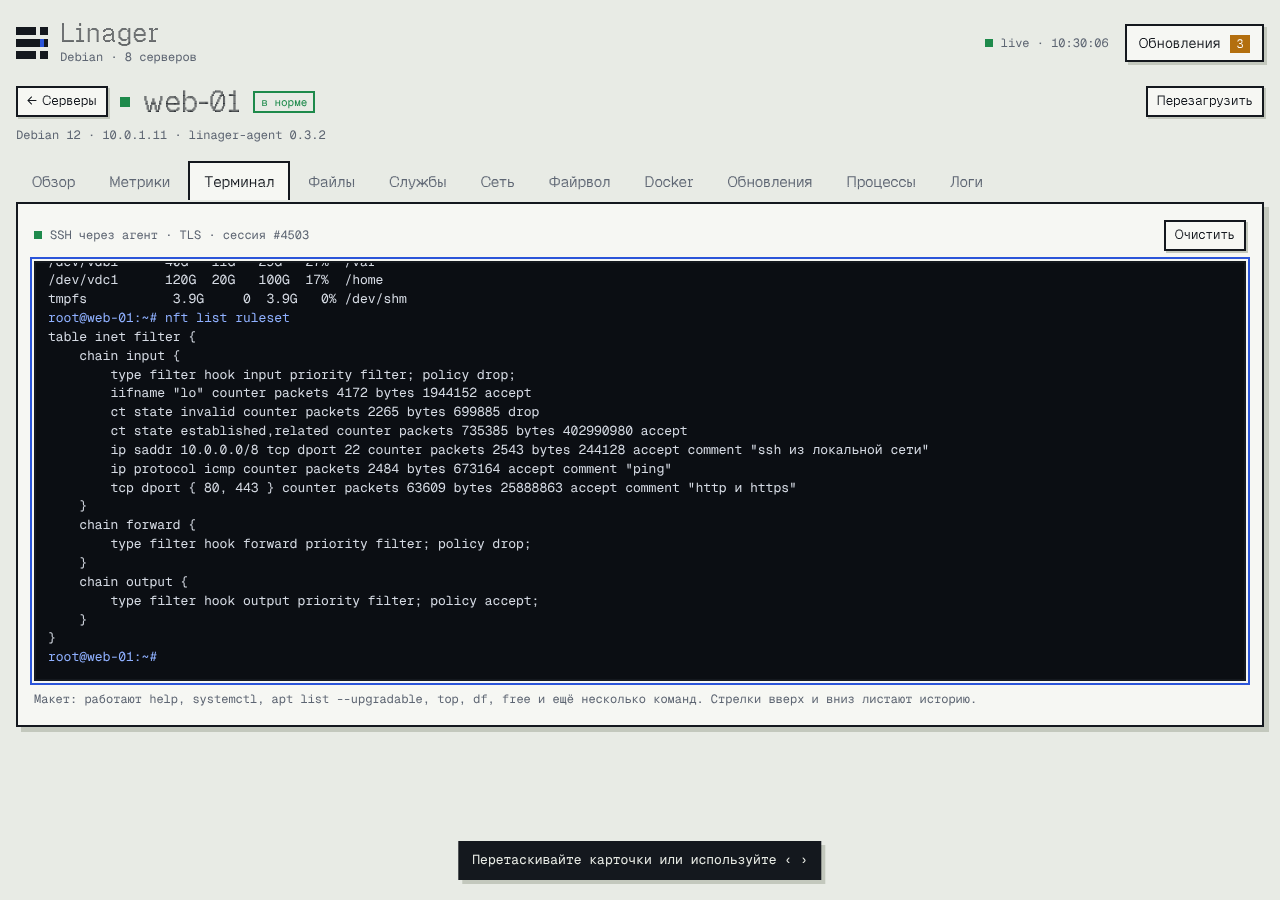 Linager
Debian · 8 серверов
live · 10:30:06
Обновления 3
← Серверы
web-01
в норме
Перезагрузить
Debian 12 · 10.0.1.11 · linager-agent 0.3.2
Обзор Метрики Терминал Файлы Службы Сеть Файрвол Docker Обновления Процессы Логи
SSH через агент · TLS · сессия #4503
Очистить
/dev/vdb1 40G 11G 29G 27% /var
/dev/vdc1 120G 20G 100G 17% /home
tmpfs 3.9G 0 3.9G 0% /dev/shm
root@web-01:~# nft list ruleset
table inet filter {
chain input {
type filter hook input priority filter; policy drop;
iifname "lo" counter packets 4172 bytes 1944152 accept
ct state invalid counter packets 2265 bytes 699885 drop
ct state established,related counter packets 735385 bytes 402990980 accept
ip saddr 10.0.0.0/8 tcp dport 22 counter packets 2543 bytes 244128 accept comment "ssh из локальной сети"
ip protocol icmp counter packets 2484 bytes 673164 accept comment "ping"
tcp dport { 80, 443 } counter packets 63609 bytes 25888863 accept comment "http и https"
}
chain forward {
type filter hook forward priority filter; policy drop;
}
chain output {
type filter hook output priority filter; policy accept;
}
}
root@web-01:~#
Макет: работают help, systemctl, apt list --upgradable, top, df, free и ещё несколько команд. Стрелки вверх и вниз листают историю.
Перетаскивайте карточки или используйте ‹ ›